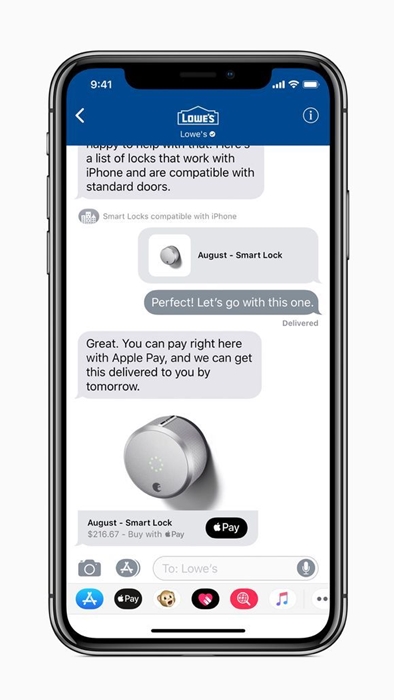 9:41
LOWE'S
Lowe's
happy to help with that. Here's
a list of locks that work with
iPhone and are compatible with
standard doors.
Smart Locks compatible with iPhone
August - Smart Lock
Perfect! Let's go with this one.
Delivered
Great. You can pay right here
with Apple Pay, and we can get
this delivered to you by
tomorrow.
August - Smart Lock
$216.67 - Buy with Pay
Pay
To: Lowe's
Pay